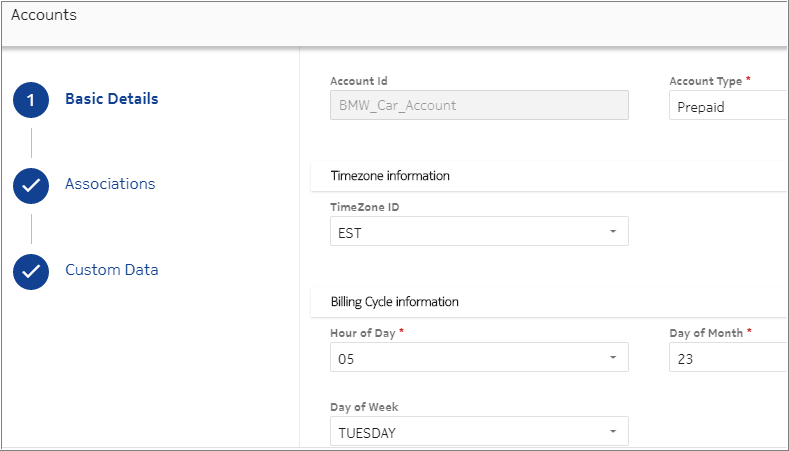 Accounts
1 Basic Details
Associations
Custom Data
Account Id
BMW_Car_Account
Account Type *
Prepaid
Timezone information
TimeZone ID
EST
Billing Cycle information
Hour of Day *
05
Day of Month *
23
Day of Week
TUESDAY